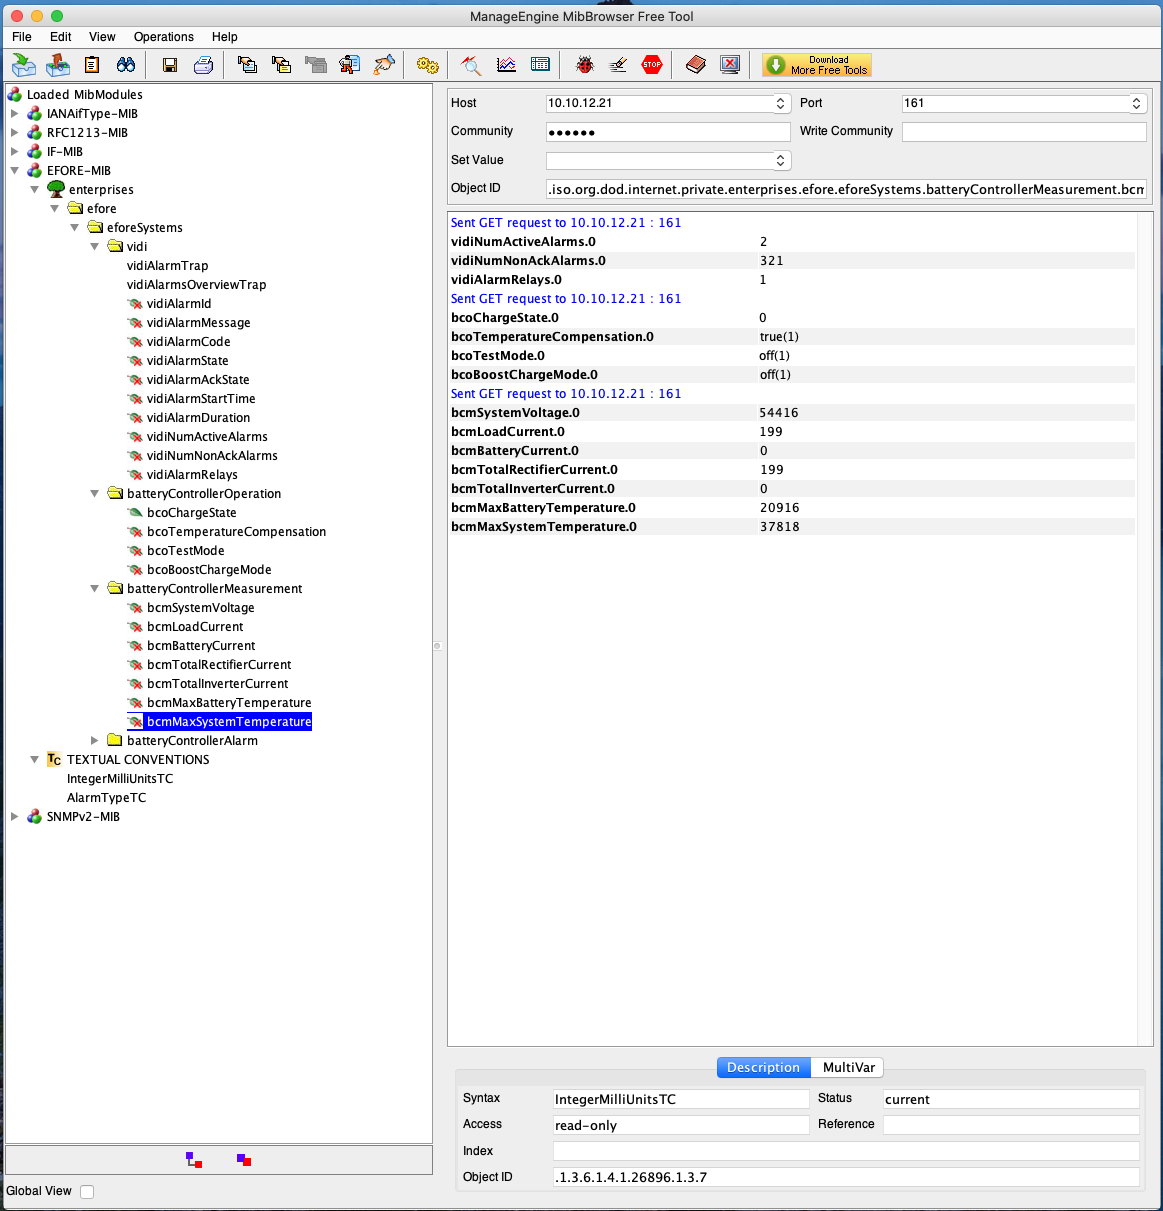 ManageEngine MibBrowser Free Tool
File Edit View Operations Help
Download
More Free Tools
Loaded MibModules
IANAifType-MIB
RFC1213-MIB
IF-MIB
EFORE-MIB
enterprises
efore
eforeSystems
vidi
vidiAlarmTrap
vidiAlarmsOverviewTrap
vidiAlarmId
vidiAlarmMessage
vidiAlarmCode
vidiAlarmState
vidiAlarmAckState
vidiAlarmStartTime
vidiAlarmDuration
vidiNumActiveAlarms
vidiNumNonAckAlarms
vidiAlarmRelays
batteryControllerOperation
bcoChargeState
bcoTemperatureCompensation
bcoTestMode
bcoBoostChargeMode
batteryControllerMeasurement
bcmSystemVoltage
bcmLoadCurrent
bcmBatteryCurrent
bcmTotalRectifierCurrent
bcmTotalInverterCurrent
bcmMaxBatteryTemperature
bcmMaxSystemTemperature
batteryControllerAlarm
Tc TEXTUAL CONVENTIONS
IntegerMilliUnitsTC
AlarmTypeTC
SNMPv2-MIB
Global View
Host 10.10.12.21 Port 161
Community ●●●●●● Write Community
Set Value
Object ID .iso.org.dod.internet.private.enterprises.efore.eforeSystems.batteryControllerMeasurement.bcm
Sent GET request to 10.10.12.21 : 161
vidiNumActiveAlarms.0 2
vidiNumNonAckAlarms.0 321
vidiAlarmRelays.0 1
Sent GET request to 10.10.12.21 : 161
bcoChargeState.0 0
bcoTemperatureCompensation.0 true(1)
bcoTestMode.0 off(1)
bcoBoostChargeMode.0 off(1)
Sent GET request to 10.10.12.21 : 161
bcmSystemVoltage.0 54416
bcmLoadCurrent.0 199
bcmBatteryCurrent.0 0
bcmTotalRectifierCurrent.0 199
bcmTotalInverterCurrent.0 0
bcmMaxBatteryTemperature.0 20916
bcmMaxSystemTemperature.0 37818
Description MultiVar
Syntax IntegerMilliUnitsTC Status current
Access read-only Reference
Index
Object ID .1.3.6.1.4.1.26896.1.3.7
STOP